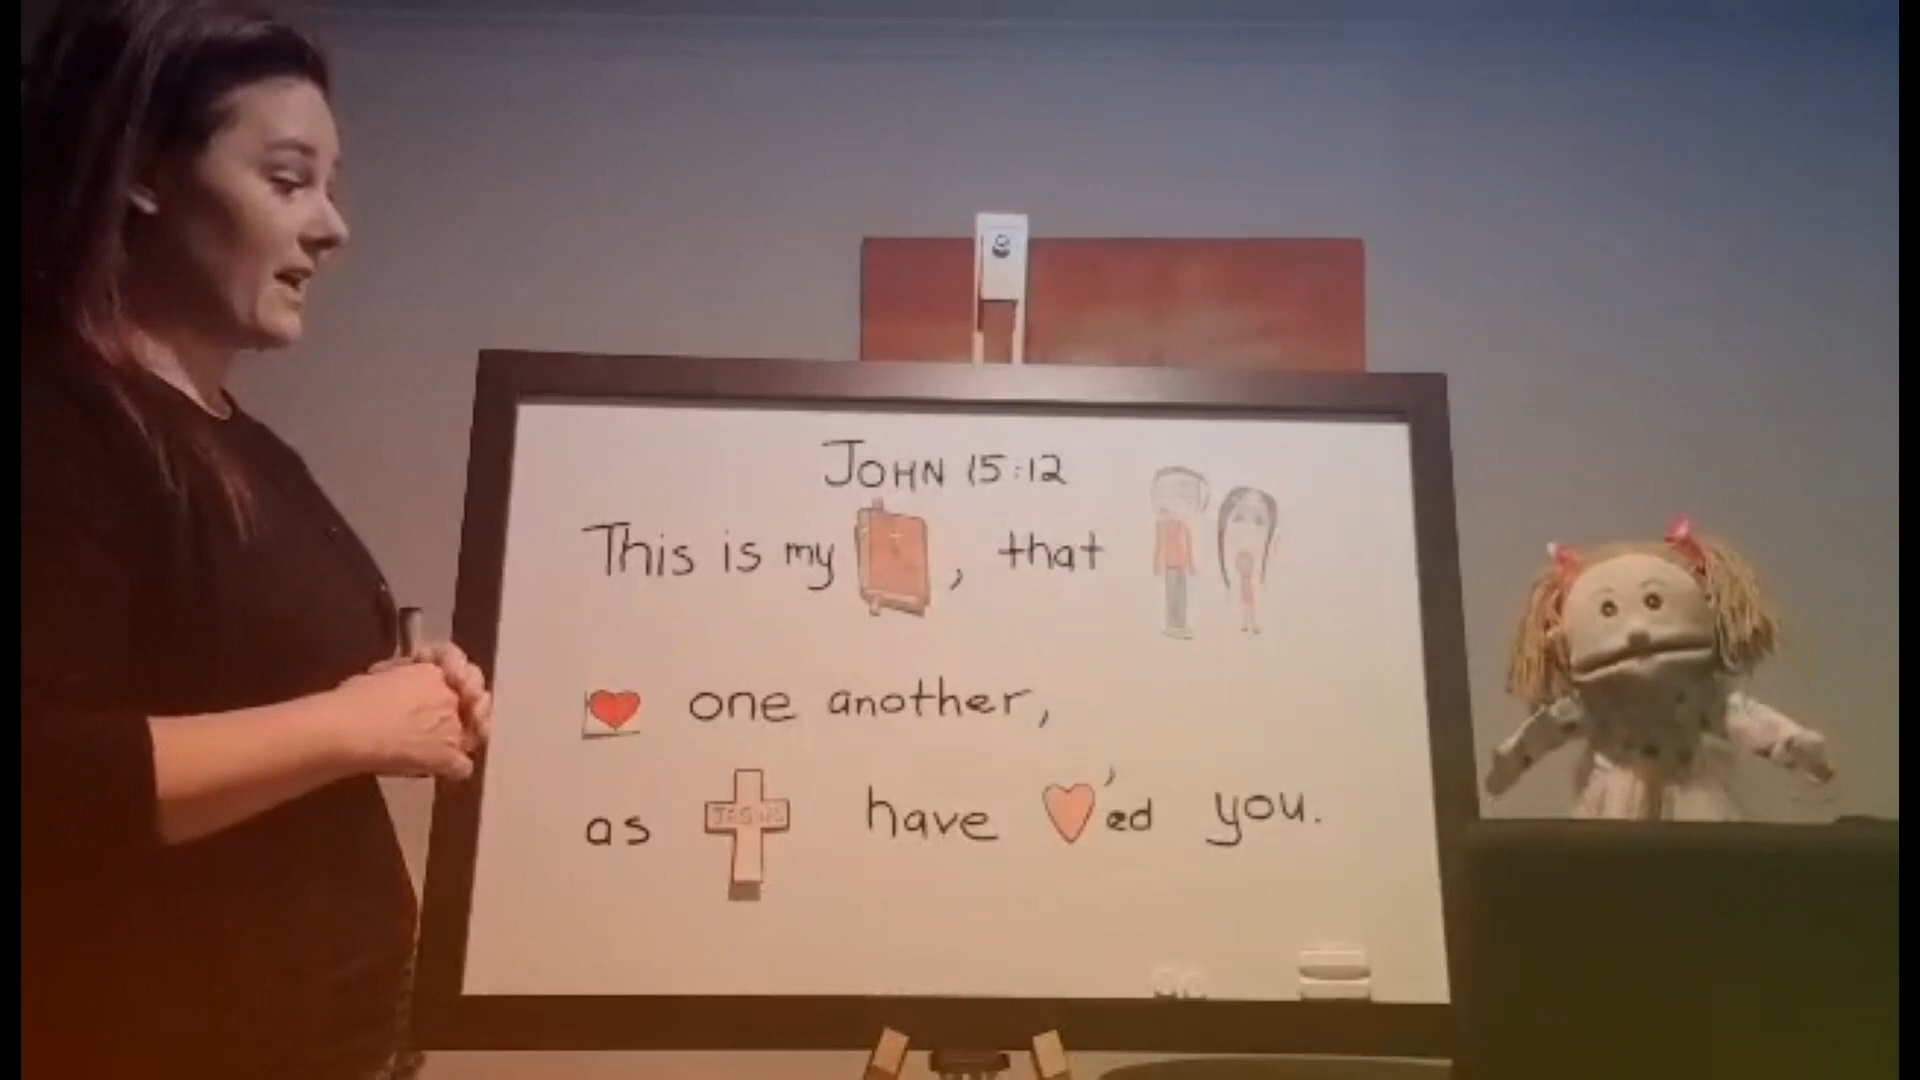 JOHN 15:12
This is my , that
one another,
as JESUS have 'ed you.